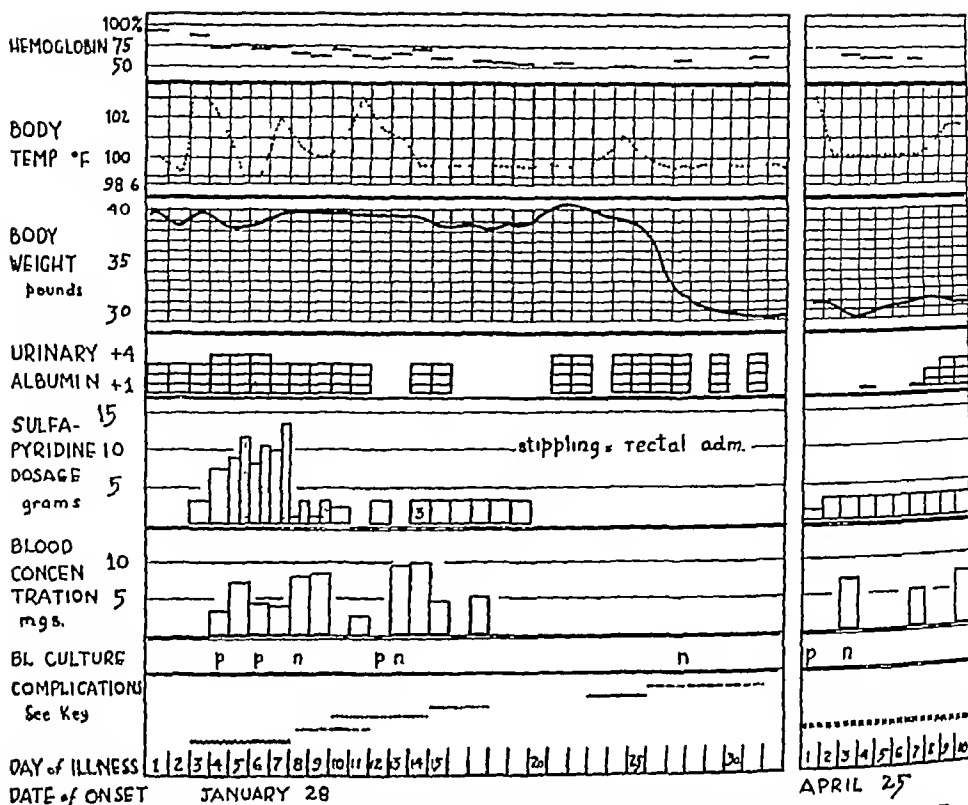 100%
HEMOGLOBIN 75
50
BODY 102
TEMP °F 100
98 6
40
BODY
WEIGHT 35
pounds
30
URINARY +4
ALBUMIN +1
SULFA- 15
PYRIDINE 10 stippling = rectal adm.
DOSAGE 5
grams 3
BLOOD
CONCEN 10
TRATION 5
mgs.
BL CULTURE p p n p n n p n
COMPLICATIONS
See Key
DAY of ILLNESS 1 2 3 4 5 6 7 8 9 10 11 12 13 14 15 20 25 30 1 2 3 4 5 6 7 8 9 10
DATE of ONSET JANUARY 28 APRIL 25